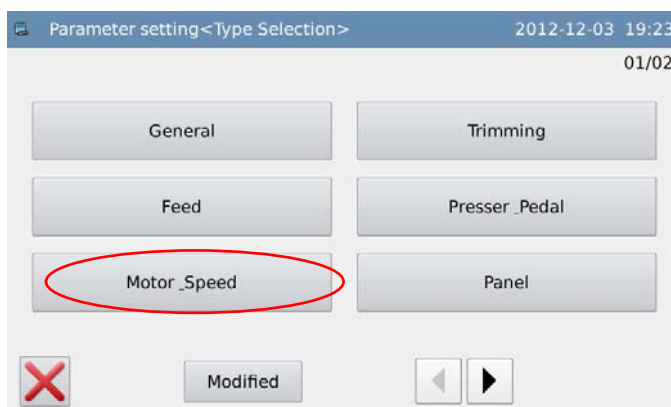 Parameter setting<Type Selection> 2012-12-03 19:23
01/02
General Trimming
Feed Presser_Pedal
Motor_Speed Panel
Modified